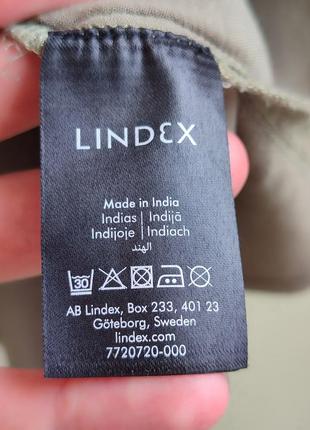 LINDEX
Made in India
Indias | Indijā
Indijoje | Indiach
الهند
30
AB Lindex, Box 233, 401 23
Göteborg, Sweden
lindex.com
7720720-000